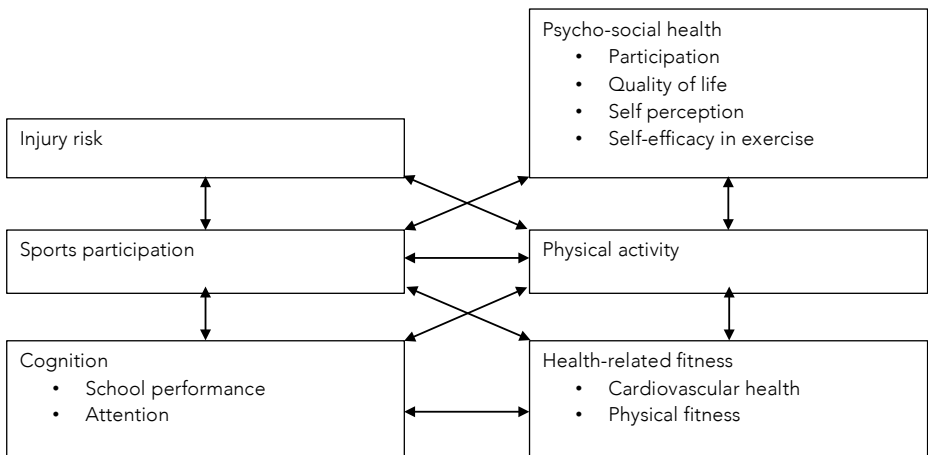 Psycho-social health
• Participation
• Quality of life
• Self perception
• Self-efficacy in exercise
Injury risk
Sports participation
Physical activity
Cognition
• School performance
• Attention
Health-related fitness
• Cardiovascular health
• Physical fitness